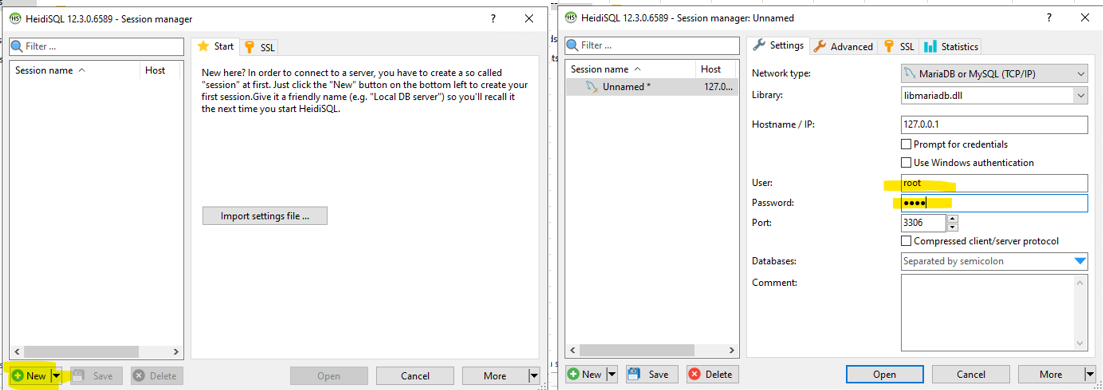 HeidiSQL 12.3.0.6589 - Session manager
Filter ...
Session name
Host
Start
SSL
New here? In order to connect to a server, you have to create a so called
"session" at first. Just click the "New" button on the bottom left to create your
first session.Give it a friendly name (e.g. "Local DB server") so you'll recall it
the next time you start HeidiSQL.
Import settings file ...
New
Save
Delete
Open
Cancel
More
HeidiSQL 12.3.0.6589 - Session manager: Unnamed
Filter ...
Session name
Host
Unnamed *
127.0...
Settings
Advanced
SSL
Statistics
Network type:
MariaDB or MySQL (TCP/IP)
Library:
libmariadb.dll
Hostname / IP:
127.0.0.1
Prompt for credentials
Use Windows authentication
User:
root
Password:
●●●●
Port:
3306
Compressed client/server protocol
Databases:
Separated by semicolon
Comment:
New
Save
Delete
Open
Cancel
More